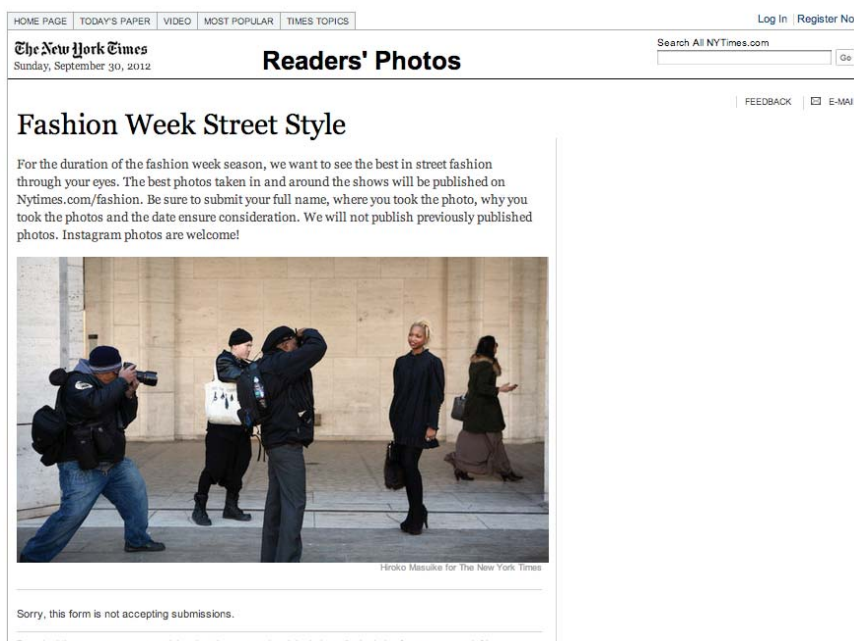 HOME PAGE TODAY'S PAPER VIDEO MOST POPULAR TIMES TOPICS
Log In Register No
The New York Times
Sunday, September 30, 2012
Readers' Photos
Search All NYTimes.com
Go
FEEDBACK E-MAI
Fashion Week Street Style
For the duration of the fashion week season, we want to see the best in street fashion
through your eyes. The best photos taken in and around the shows will be published on
Nytimes.com/fashion. Be sure to submit your full name, where you took the photo, why you
took the photos and the date ensure consideration. We will not publish previously published
photos. Instagram photos are welcome!
Hiroko Masuike for The New York Times
Sorry, this form is not accepting submissions.